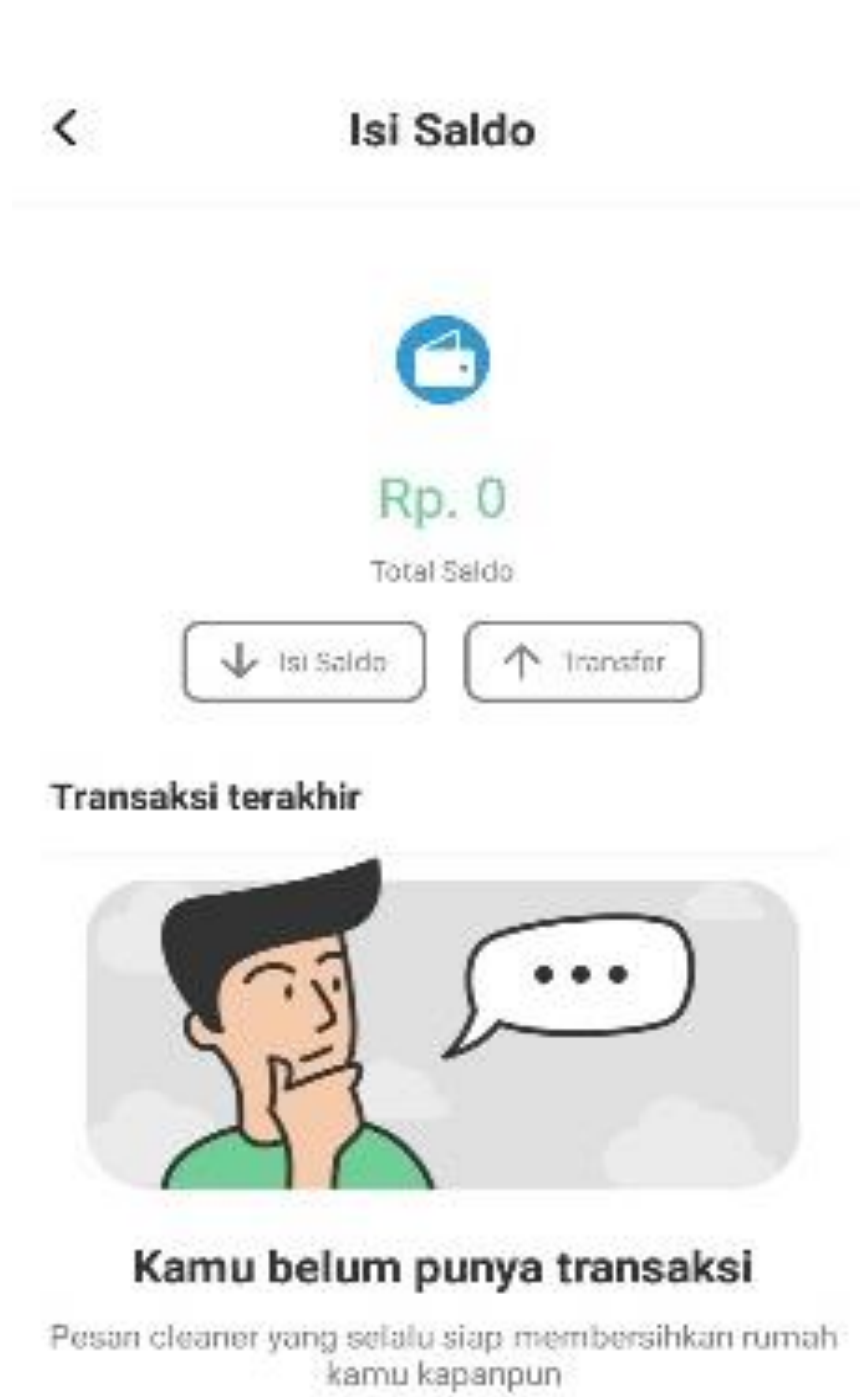 Isi Saldo
Rp. 0
Total Saldo
Isi Saldo
Transfer
Transaksi terakhir
Kamu belum punya transaksi
Pesan cleaner yang selalu siap membersihkan rumah
kamu kapanpun